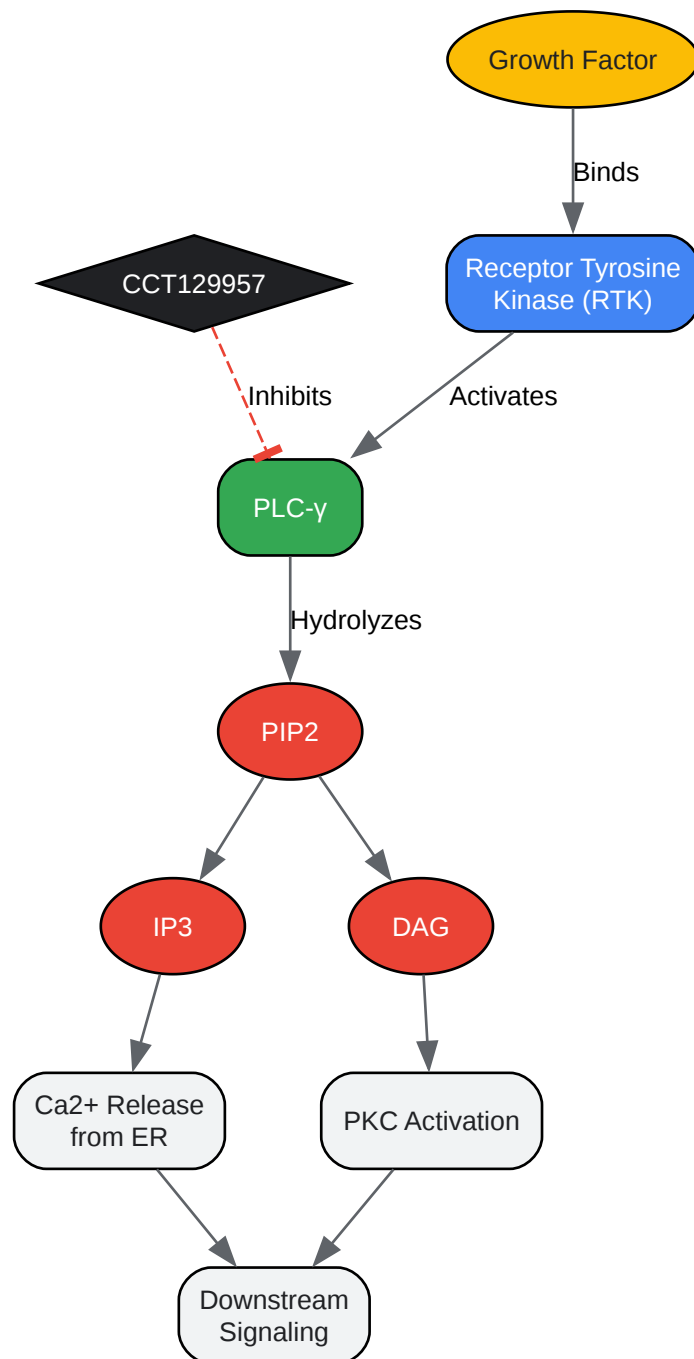 Growth Factor
Binds
Receptor Tyrosine
Kinase (RTK)
CCT129957
Inhibits
Activates
PLC-γ
Hydrolyzes
PIP2
IP3
DAG
Ca2+ Release
from ER
PKC Activation
Downstream
Signaling